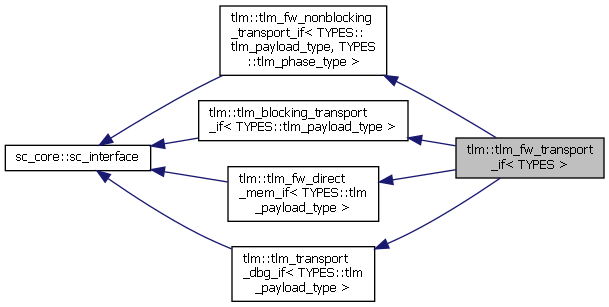 tlm::tlm_fw_nonblocking
_transport_if< TYPES::
tlm_payload_type, TYPES
::tlm_phase_type >
tlm::tlm_blocking_transport
_if< TYPES::tlm_payload_type >
sc_core::sc_interface
tlm::tlm_fw_transport
_if< TYPES >
tlm::tlm_fw_direct
_mem_if< TYPES::tlm
_payload_type >
tlm::tlm_transport
_dbg_if< TYPES::tlm
_payload_type >